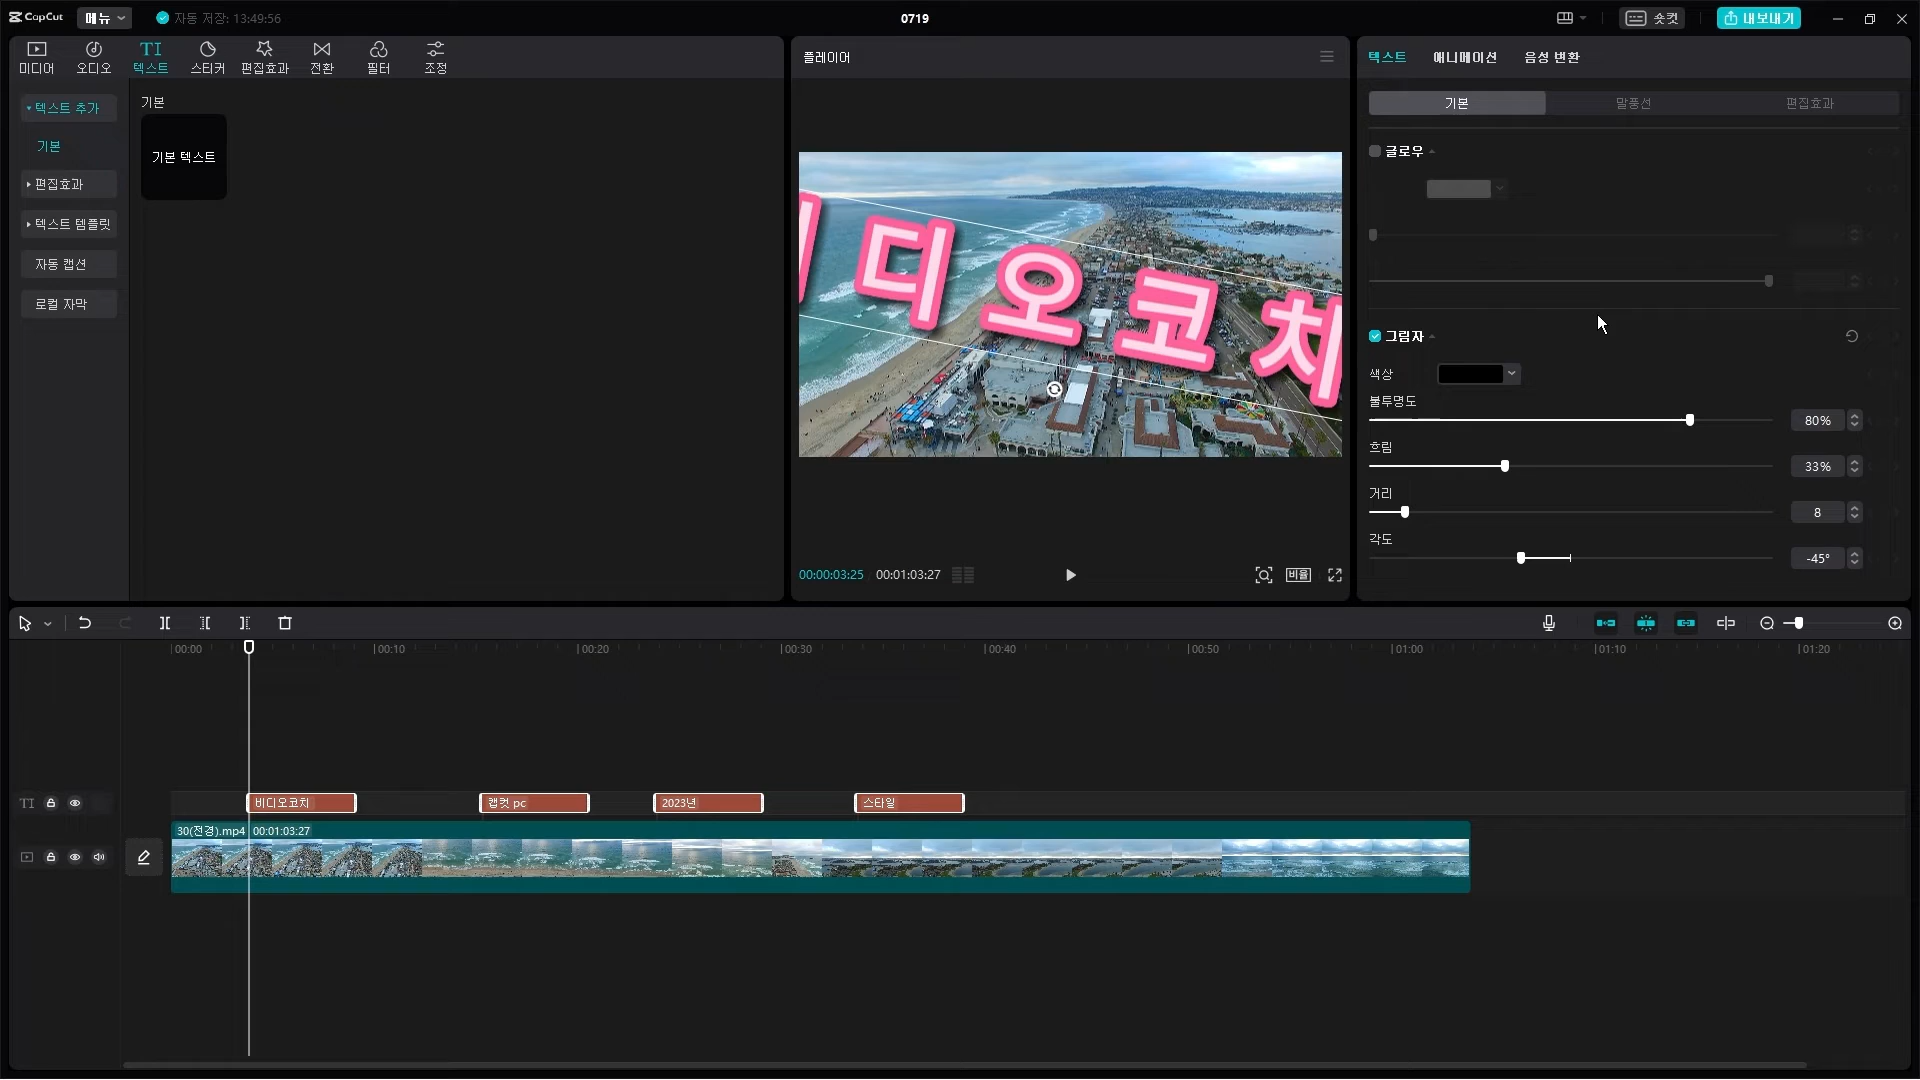 CapCut 메뉴 자동 저장: 13:49:56 0719 숏컷 내보내기
미디어 오디오 텍스트 스티커 편집효과 전환 필터 조정
텍스트 추가
기본
편집효과
텍스트 템플릿
자동 캡션
로컬 자막
기본
기본 텍스트
플레이어
디오코치
00:00:03:25 00:01:03:27 비율
텍스트 애니메이션 음성 변환
기본 말풍선 편집효과
글로우
그림자
색상
불투명도
80%
흐림
33%
거리
8
각도
-45°
00:00 00:10 00:20 00:30 00:40 00:50 01:00 01:10 01:20
TI 비디오코치 캡컷 pc 2023년 스타일
30(전경).mp4 00:01:03:27